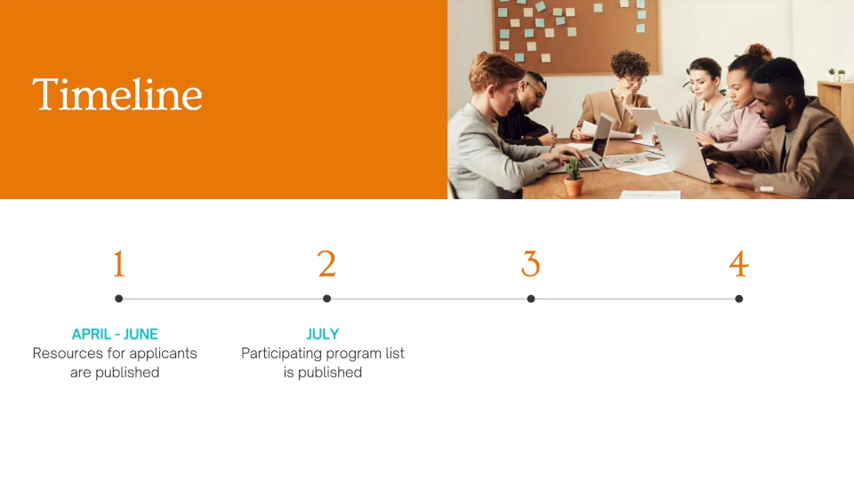 Timeline
1
2
3
4
APRIL - JUNE
Resources for applicants
are published
JULY
Participating program list
is published